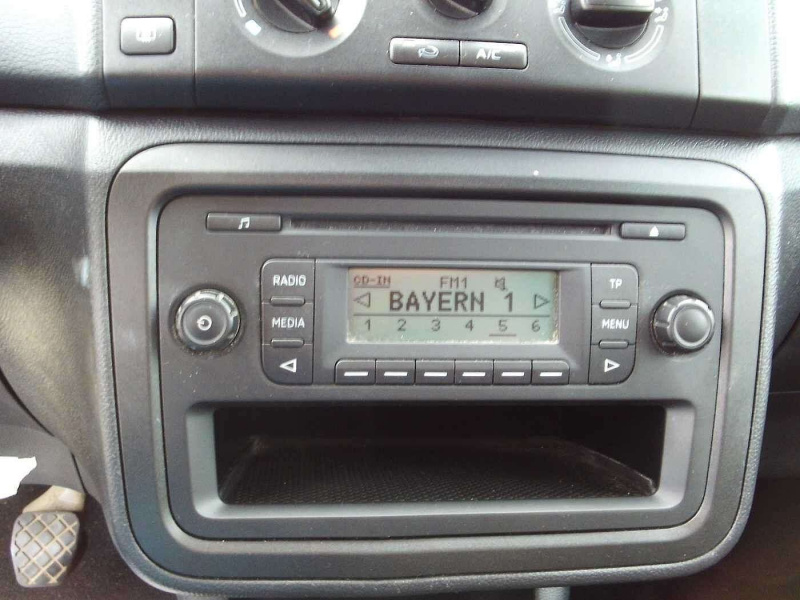 A/C
RADIO
MEDIA
CD-IN FM1
BAYERN 1
1 2 3 4 5 6
TP
MENU